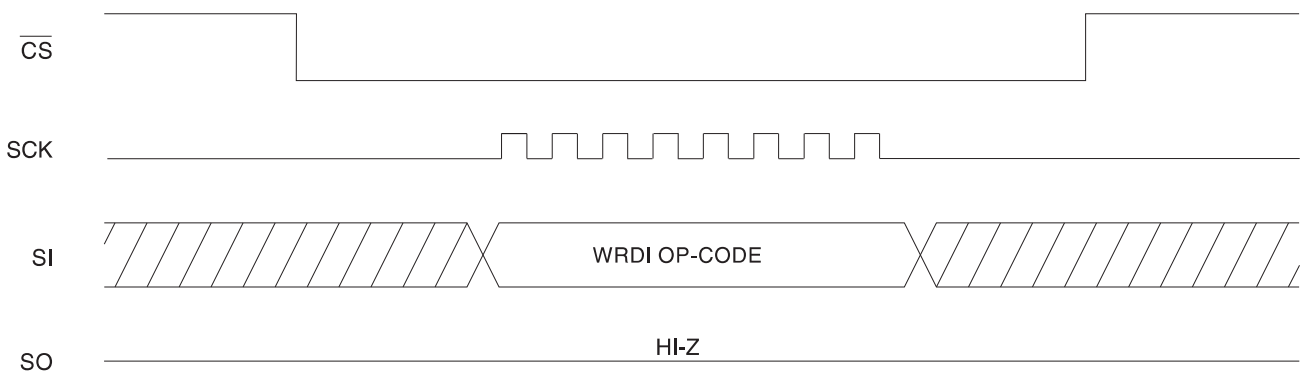 CS
SCK
SI
WRDI OP-CODE
SO
HI-Z